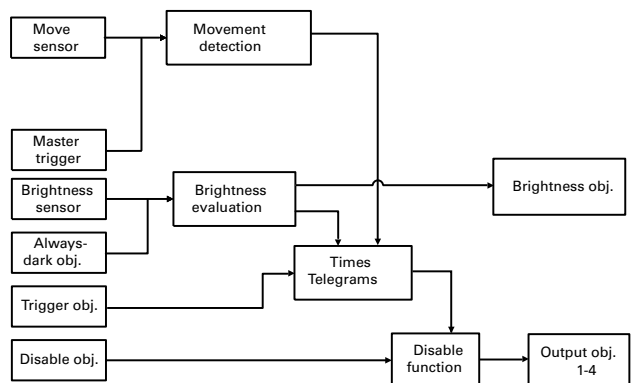 Move
sensor
Movement
detection
Master
trigger
Brightness
sensor
Brightness
evaluation
Brightness obj.
Always-
dark obj.
Times
Telegrams
Trigger obj.
Disable obj.
Disable
function
Output obj.
1-4